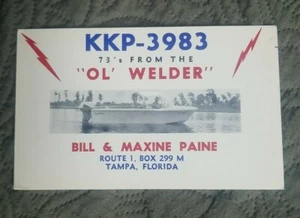 KKP-3983
73's FROM THE
"OL' WELDER"
BILL & MAXINE PAINE
ROUTE 1, BOX 299 M
TAMPA, FLORIDA